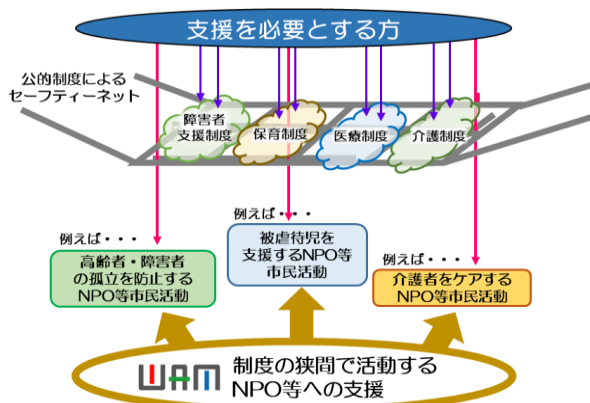 支援を必要とする方
公的制度による
セーフティーネット
障害者
支援制度
保育制度
医療制度
介護制度
例えば・・・
高齢者・障害者
の孤立を防止する
NPO等市民活動
例えば・・・
被虐待児を
支援するNPO等
市民活動
例えば・・・
介護者をケアする
NPO等市民活動
WAM 制度の狭間で活動する
NPO等への支援